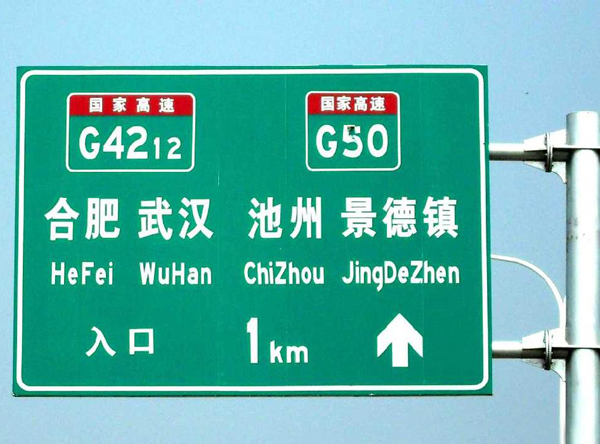 国家高速 国家高速
G4212 G50
合肥 武汉 池州 景德镇
HeFei WuHan ChiZhou JingDeZhen
入口 1km